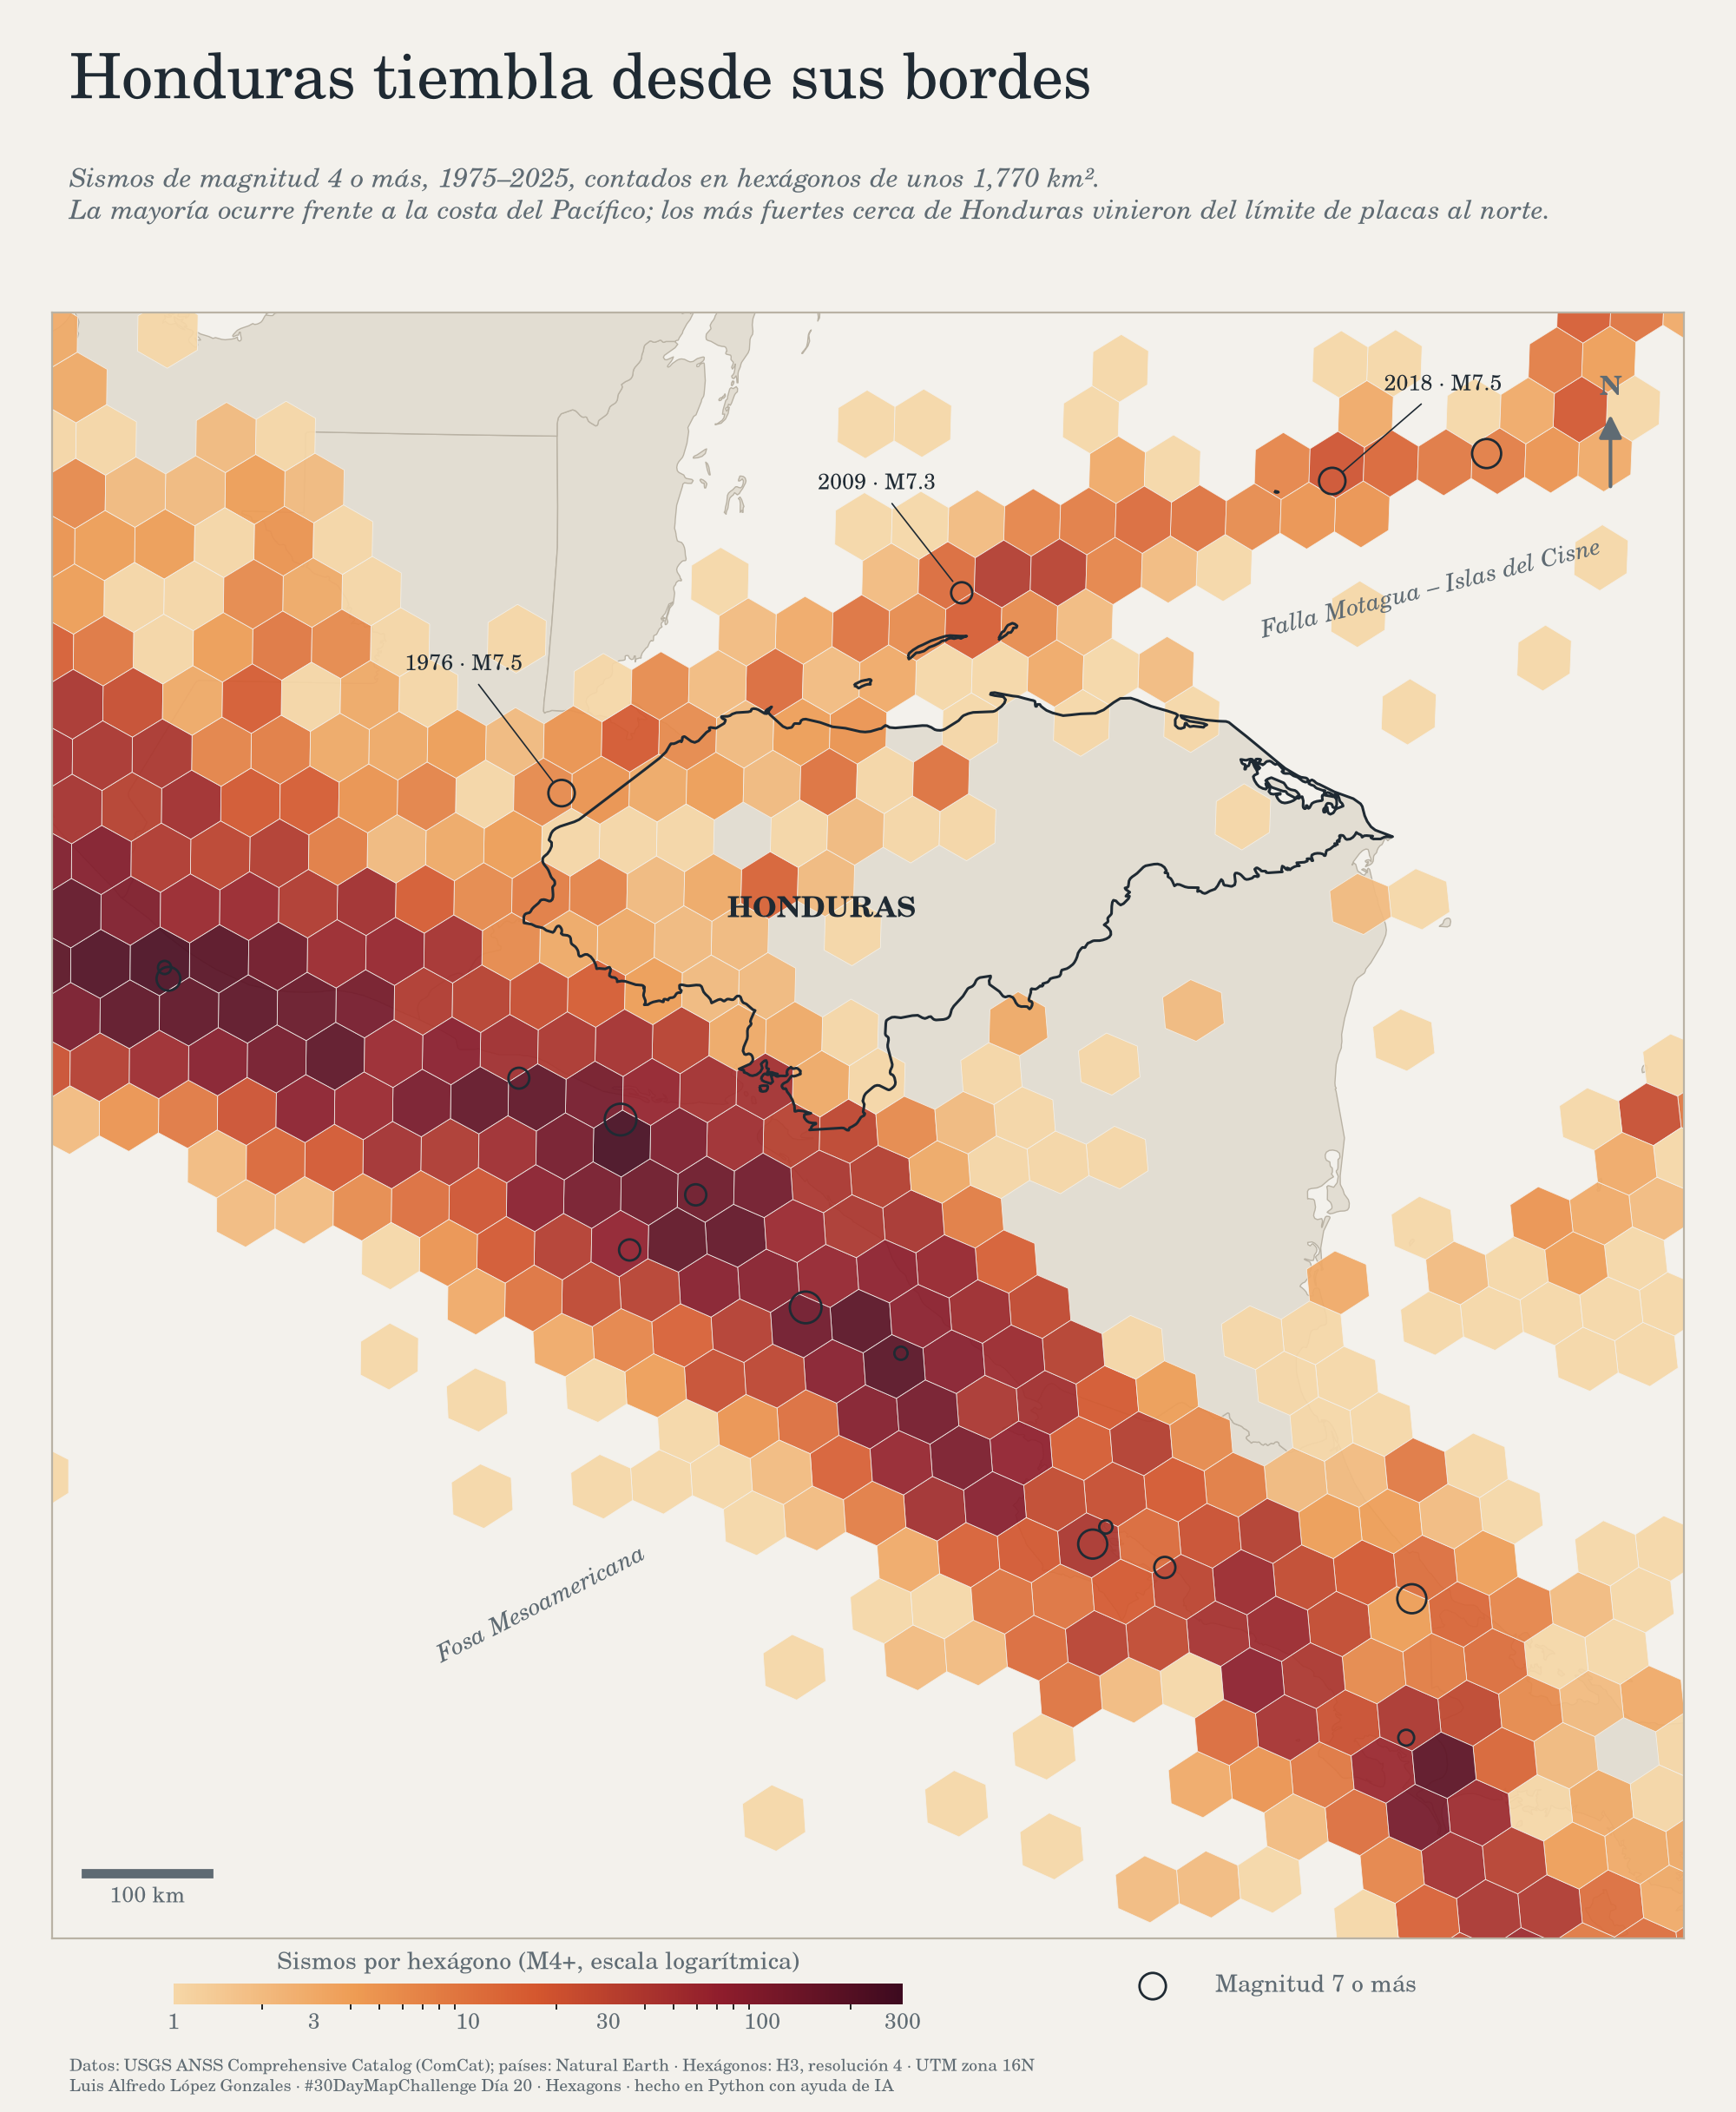 Honduras tiembla desde sus bordes
Sismos de magnitud 4 o más, 1975–2025, contados en hexágonos de unos 1,770 km².
La mayoría ocurre frente a la costa del Pacífico; los más fuertes cerca de Honduras vinieron del límite de placas al norte.
2018 · M7.5
N
2009 · M7.3
Falla Motagua – Islas del Cisne
1976 · M7.5
HONDURAS
Fosa Mesoamericana
100 km
Sismos por hexágono (M4+, escala logarítmica)
1 3 10 30 100 300
Magnitud 7 o más
Datos: USGS ANSS Comprehensive Catalog (ComCat); países: Natural Earth · Hexágonos: H3, resolución 4 · UTM zona 16N
Luis Alfredo López Gonzales · #30DayMapChallenge Día 20 · Hexagons · hecho en Python con ayuda de IA